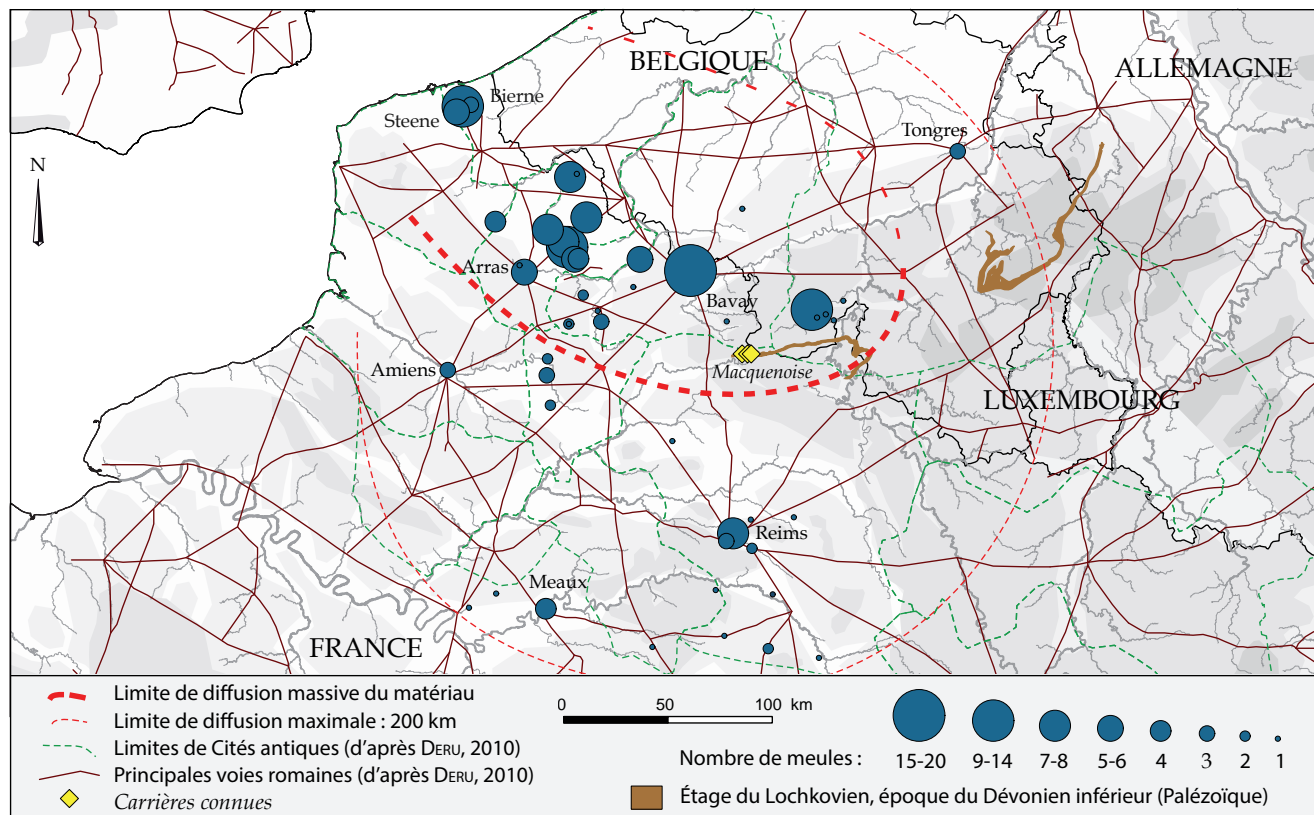 BELGIQUE
ALLEMAGNE
Bierne
Steene
Tongres
N
Arras
Bavay
Macquenoise
Amiens
LUXEMBOURG
Reims
Meaux
FRANCE
Limite de diffusion massive du matériau
Limite de diffusion maximale : 200 km
Limites de Cités antiques (d'après DERU, 2010)
Principales voies romaines (d'après DERU, 2010)
Carrières connues
0 50 100 km
Nombre de meules : 15-20 9-14 7-8 5-6 4 3 2 1
Étage du Lochkovien, époque du Dévonien inférieur (Palézoïque)